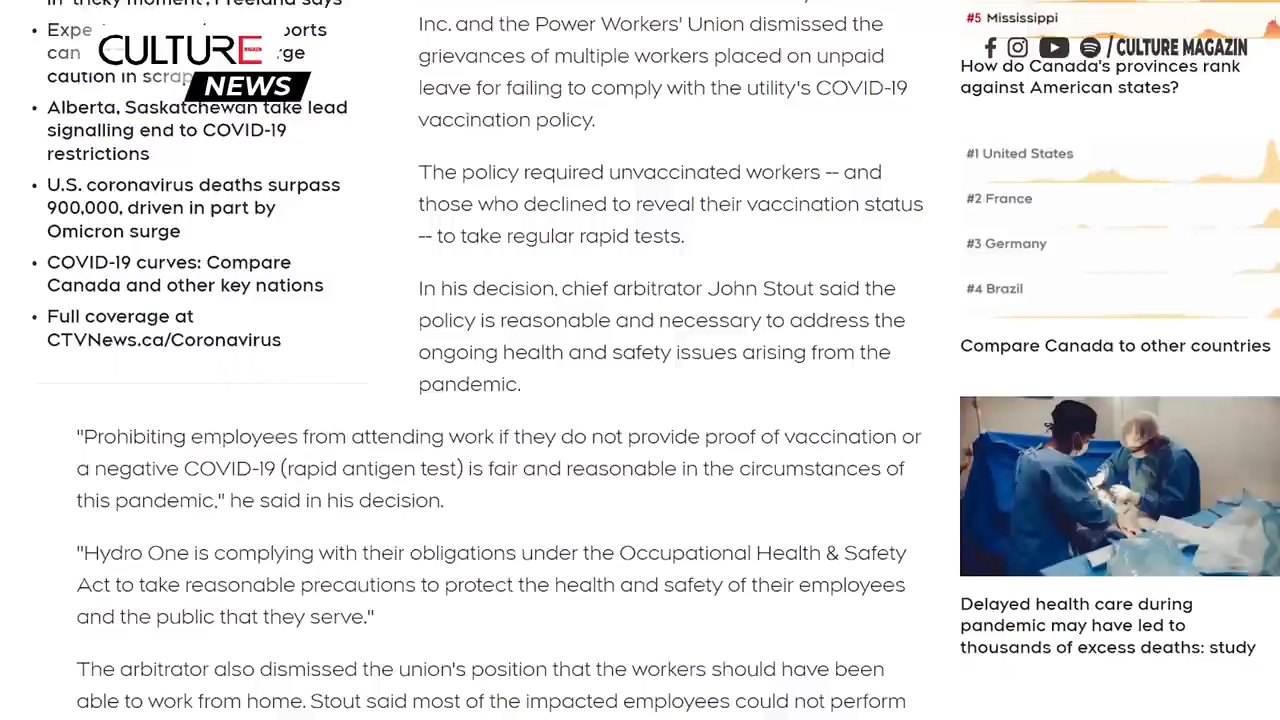 in "tricky moment", Freeland says
Expe ports
can rge
caution in scrap
Alberta, Saskatchewan take lead
signalling end to COVID-19
restrictions
U.S. coronavirus deaths surpass
900,000, driven in part by
Omicron surge
COVID-19 curves: Compare
Canada and other key nations
Full coverage at
CTVNews.ca/Coronavirus
CULTURE
NEWS
Inc. and the Power Workers' Union dismissed the
grievances of multiple workers placed on unpaid
leave for failing to comply with the utility's COVID-19
vaccination policy.
The policy required unvaccinated workers -- and
those who declined to reveal their vaccination status
-- to take regular rapid tests.
In his decision, chief arbitrator John Stout said the
policy is reasonable and necessary to address the
ongoing health and safety issues arising from the
pandemic.
"Prohibiting employees from attending work if they do not provide proof of vaccination or
a negative COVID-19 (rapid antigen test) is fair and reasonable in the circumstances of
this pandemic," he said in his decision.
"Hydro One is complying with their obligations under the Occupational Health & Safety
Act to take reasonable precautions to protect the health and safety of their employees
and the public that they serve."
The arbitrator also dismissed the union's position that the workers should have been
able to work from home. Stout said most of the impacted employees could not perform
#5 Mississippi
/ CULTURE MAGAZIN
How do Canada's provinces rank
against American states?
#1 United States
#2 France
#3 Germany
#4 Brazil
Compare Canada to other countries
Delayed health care during
pandemic may have led to
thousands of excess deaths: study